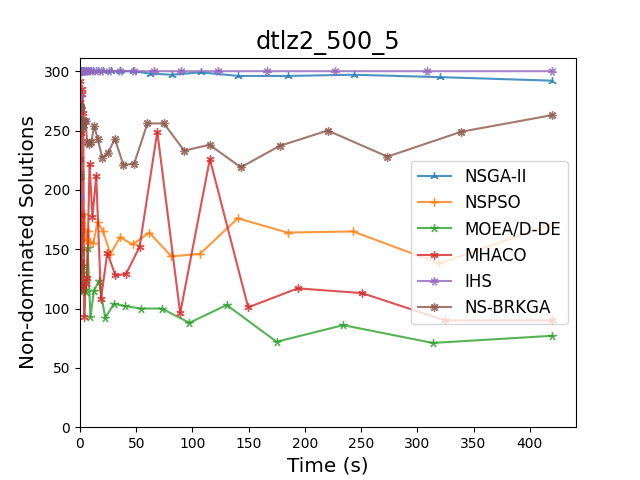 dtlz2_500_5
Non-dominated Solutions
300
250
200
150
100
50
0
NSGA-II
NSPSO
MOEA/D-DE
MHACO
IHS
NS-BRKGA
0 50 100 150 200 250 300 350 400
Time (s)